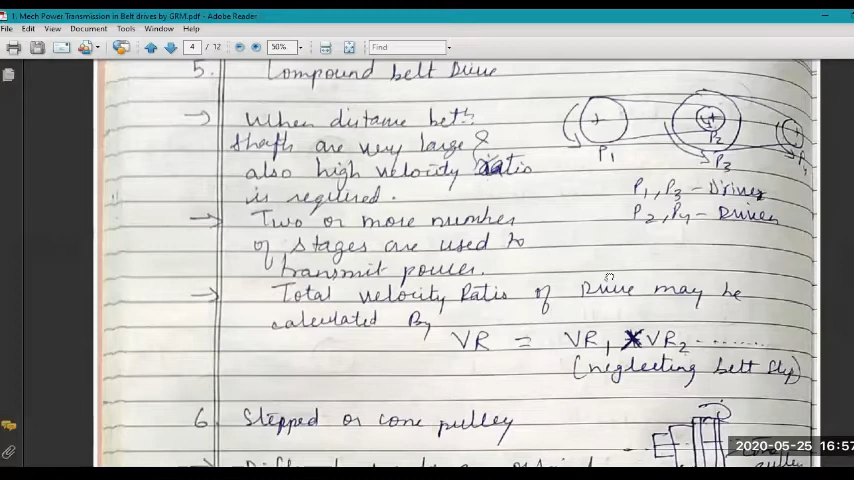 1. Mech Power Transmission in Belt drives by GRM.pdf - Adobe Reader
File Edit View Document Tools Window Help
4 / 12 50% Find
5. Compound belt Drive
→ When distance betn
shafts are very large &
also high velocity ratio
is required.
P1 P2 P3 P4
P1, P3 - Driver
P2, P4 - Driven
→ Two or more number
of stages are used to
transmit power.
→ Total velocity Ratio of Drive may be
calculated By
VR = VR1 × VR2 ........
(neglecting belt slip)
6. Stepped or cone pulley
2020-05-25 16:57